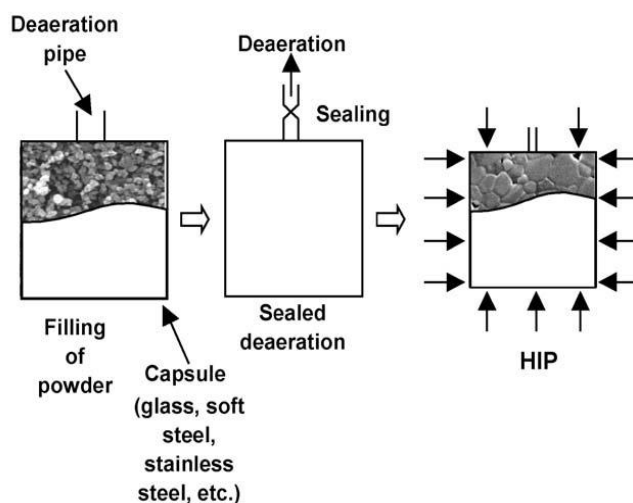 Deaeration
pipe
Deaeration
Sealing
Filling
of
powder
Capsule
(glass, soft
steel,
stainless
steel, etc.)
Sealed
deaeration
HIP